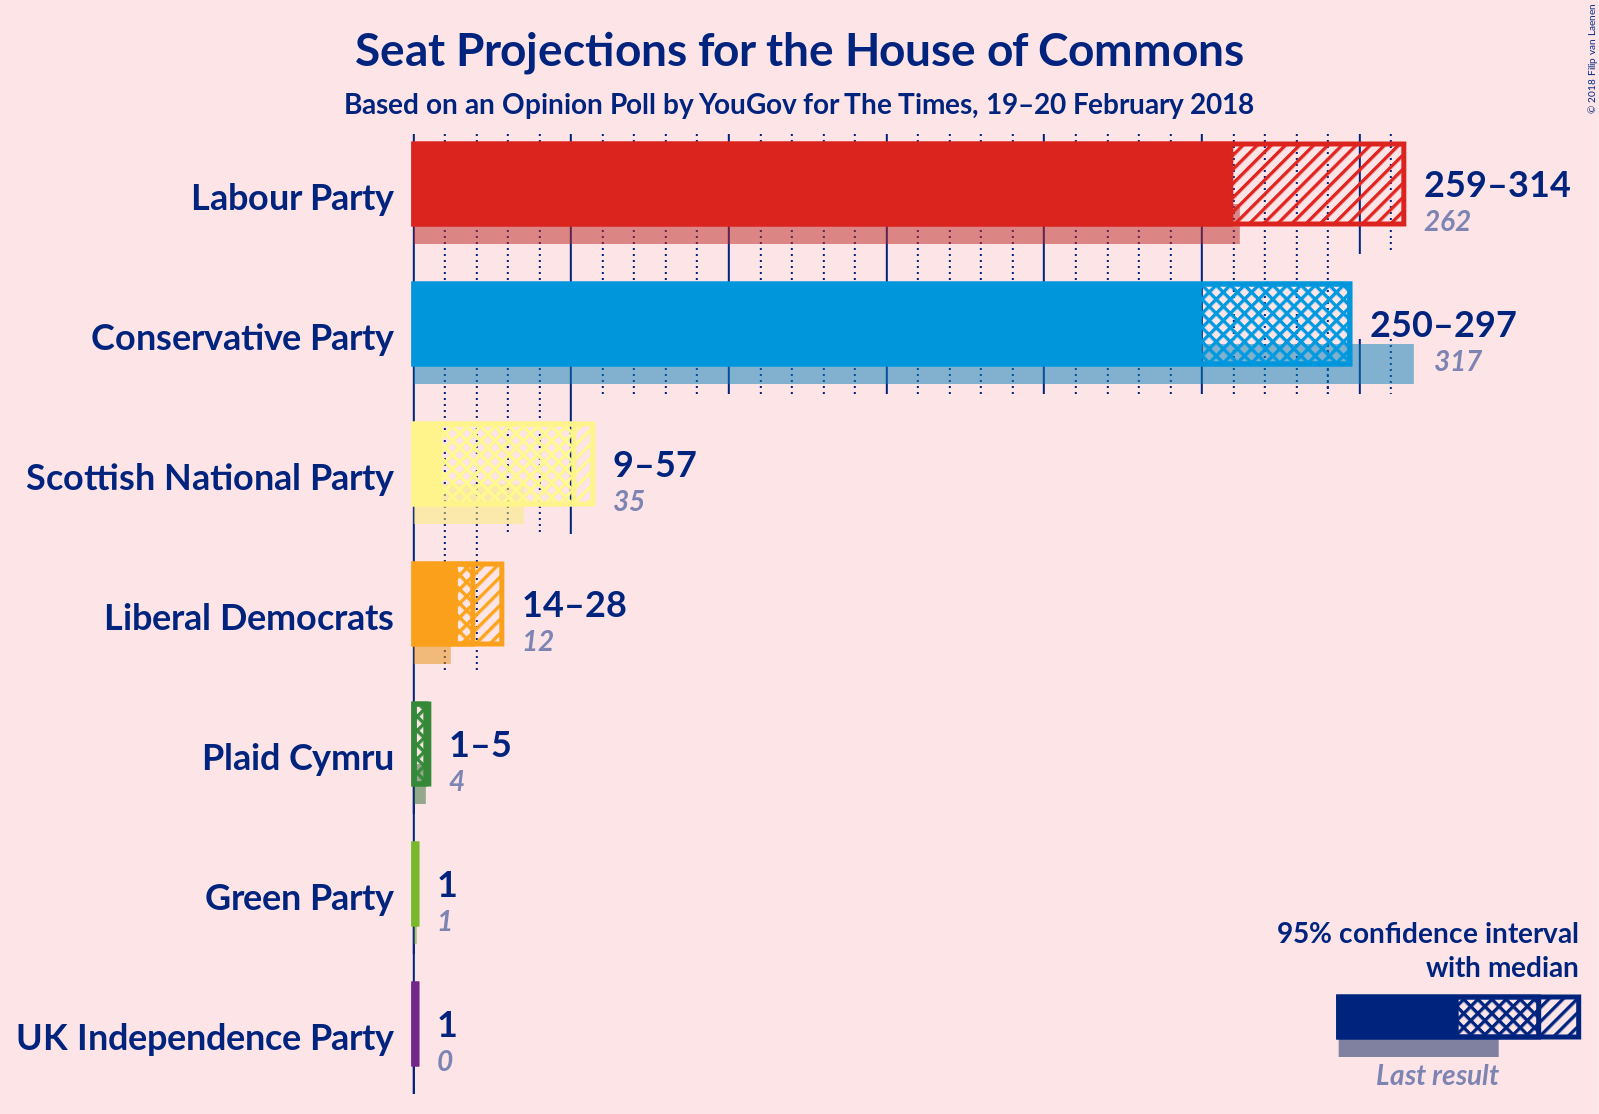 Seat Projections for the House of Commons
Based on an Opinion Poll by YouGov for The Times, 19–20 February 2018
© 2018 Filip van Laenen
Labour Party
259–314
262
Conservative Party
250–297
317
Scottish National Party
9–57
35
Liberal Democrats
14–28
12
Plaid Cymru
1–5
4
Green Party
1
1
UK Independence Party
1
0
95% confidence interval
with median
Last result